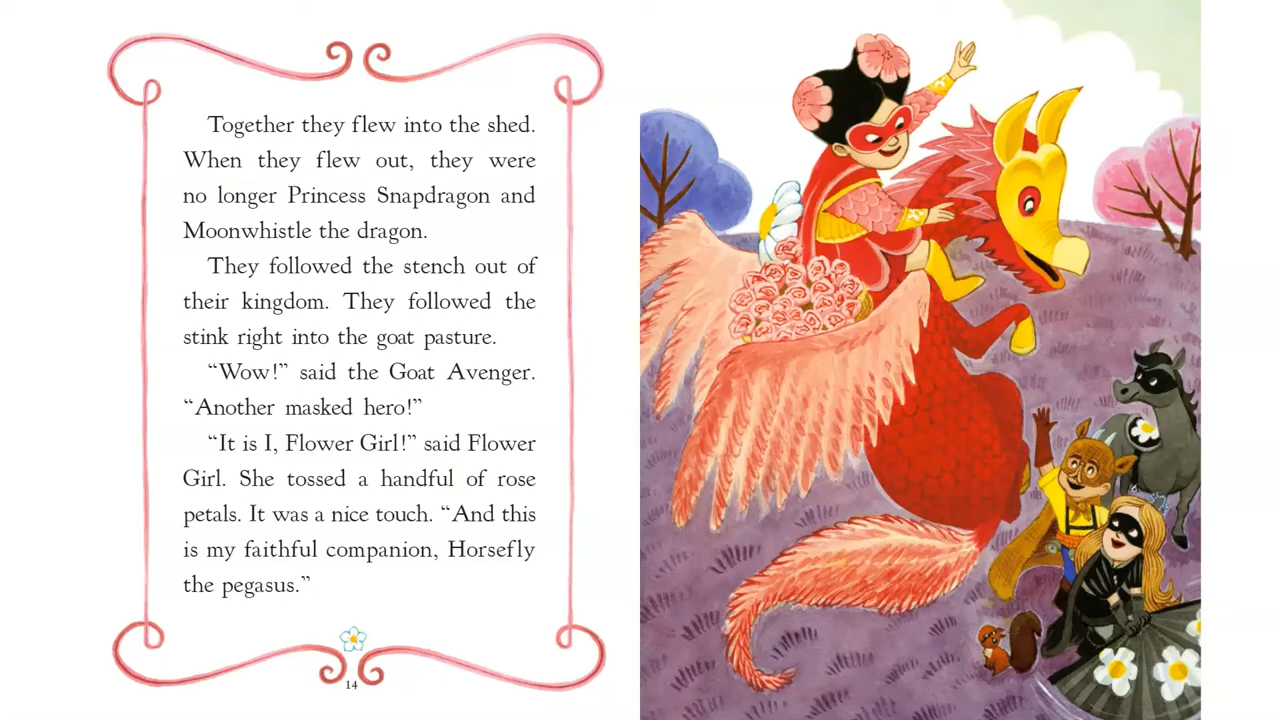 Together they flew into the shed.
When they flew out, they were
no longer Princess Snapdragon and
Moonwhistle the dragon.
They followed the stench out of
their kingdom. They followed the
stink right into the goat pasture.
“Wow!” said the Goat Avenger.
“Another masked hero!”
“It is I, Flower Girl!” said Flower
Girl. She tossed a handful of rose
petals. It was a nice touch. “And this
is my faithful companion, Horsefly
the pegasus.”
14